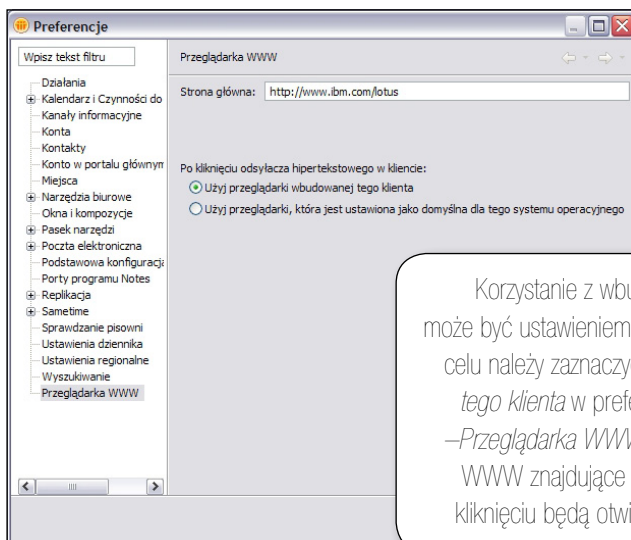 Preferencje
Wpisz tekst filtru
Działania
Kalendarz i Czynności do
Kanały informacyjne
Konta
Kontakty
Konto w portalu głównym
Miejsca
Narzędzia biurowe
Okna i kompozycje
Pasek narzędzi
Poczta elektroniczna
Podstawowa konfiguracja
Porty programu Notes
Replikacja
Sametime
Sprawdzanie pisowni
Ustawienia dziennika
Ustawienia regionalne
Wyszukiwanie
Przeglądarka WWW
Przeglądarka WWW
Strona główna: http://www.ibm.com/lotus
Po kliknięciu odsyłacza hipertekstowego w kliencie:
Użyj przeglądarki wbudowanej tego klienta
Użyj przeglądarki, która jest ustawiona jako domyślna dla tego systemu operacyjnego
Korzystanie z wbu
może być ustawieniem
celu należy zaznaczy
tego klienta w prefe
–Przeglądarka WWW
WWW znajdujące
kliknięciu będą otwi